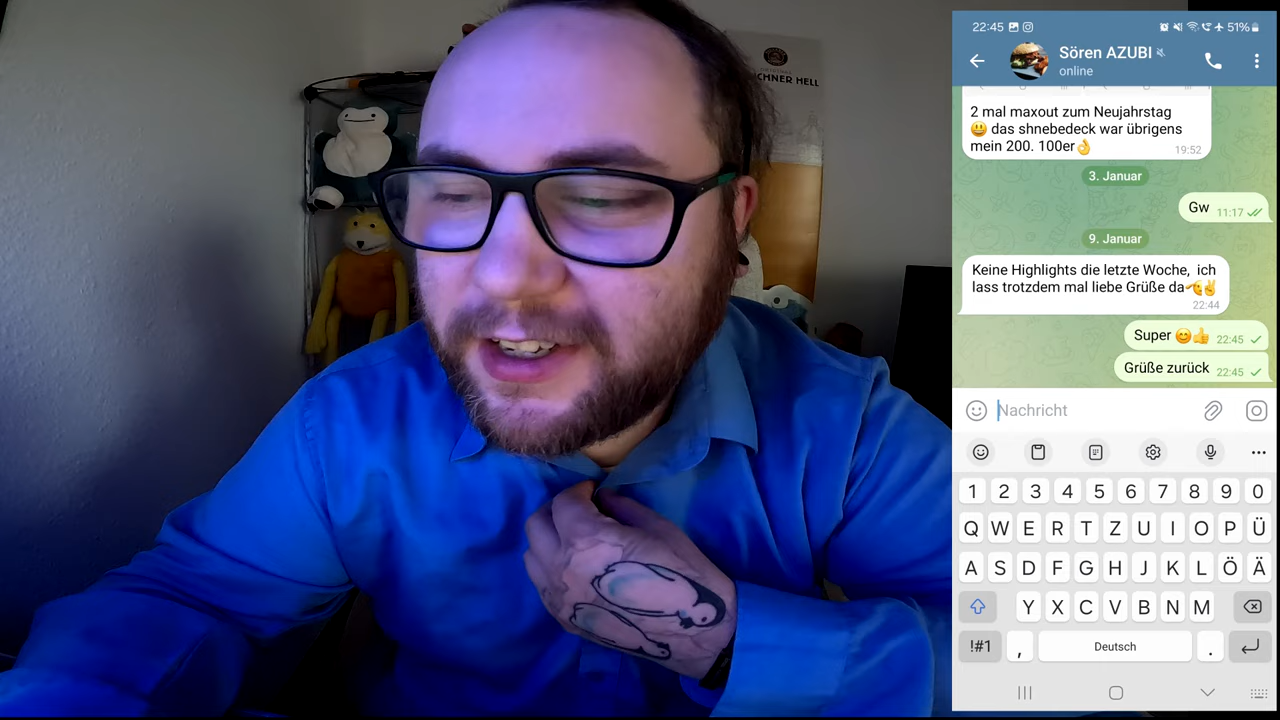 CHNER HELL
22:45
51%
Sören AZUBI
online
2 mal maxout zum Neujahrstag
😃 das shnebedeck war übrigens
mein 200. 100er👌
19:52
3. Januar
Gw 11:17
9. Januar
Keine Highlights die letzte Woche, ich
lass trotzdem mal liebe Grüße da🫡✌
22:44
Super 😊👍 22:45
Grüße zurück 22:45
Nachricht
1 2 3 4 5 6 7 8 9 0
Q W E R T Z U I O P Ü
A S D F G H J K L Ö Ä
Y X C V B N M
!#1 , Deutsch .